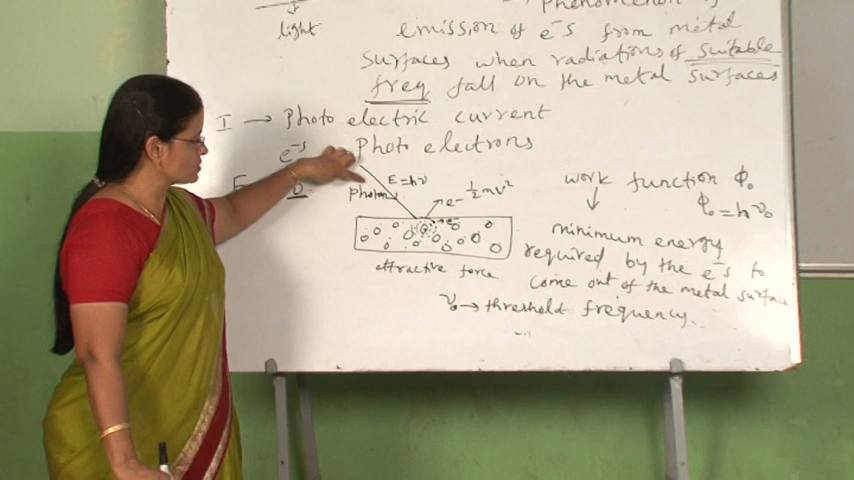 phenomenon of
light
emission of e⁻s from metal
surfaces when radiations of suitable
freq fall on the metal surfaces
I → Photo electric current
e⁻s Photo electrons
Photon E=hν
e⁻ ½mv²
e⁻
attractive force
work function ϕ₀
ϕ₀ = hν₀
minimum energy
required by the e⁻s to
come out of the metal surface
ν₀ → threshold frequency